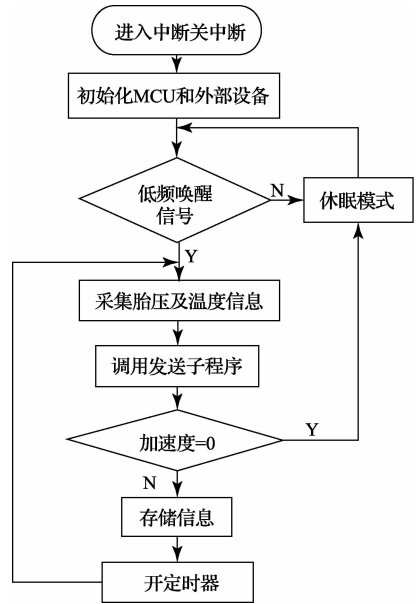 进入中断关中断
初始化MCU和外部设备
低频唤醒
信号
N
休眠模式
Y
采集胎压及温度信息
调用发送子程序
加速度=0
Y
N
存储信息
开定时器